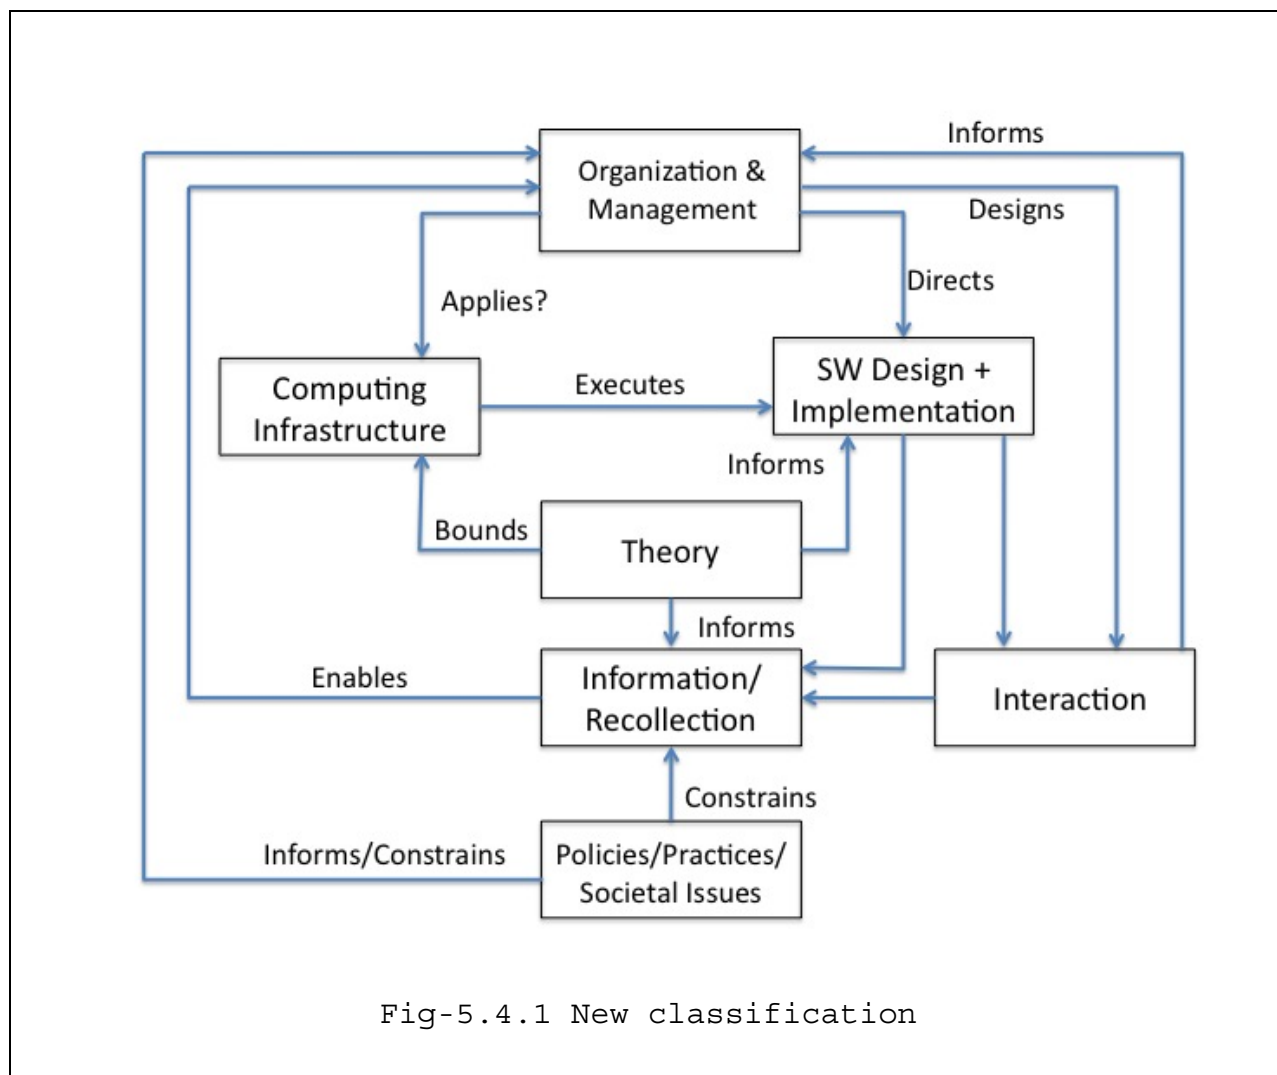 Informs
Organization &
Management
Designs
Directs
Applies?
Computing
Infrastructure
Executes
SW Design +
Implementation
Informs
Bounds
Theory
Informs
Enables
Information/
Recollection
Interaction
Constrains
Informs/Constrains
Policies/Practices/
Societal Issues
Fig-5.4.1 New classification